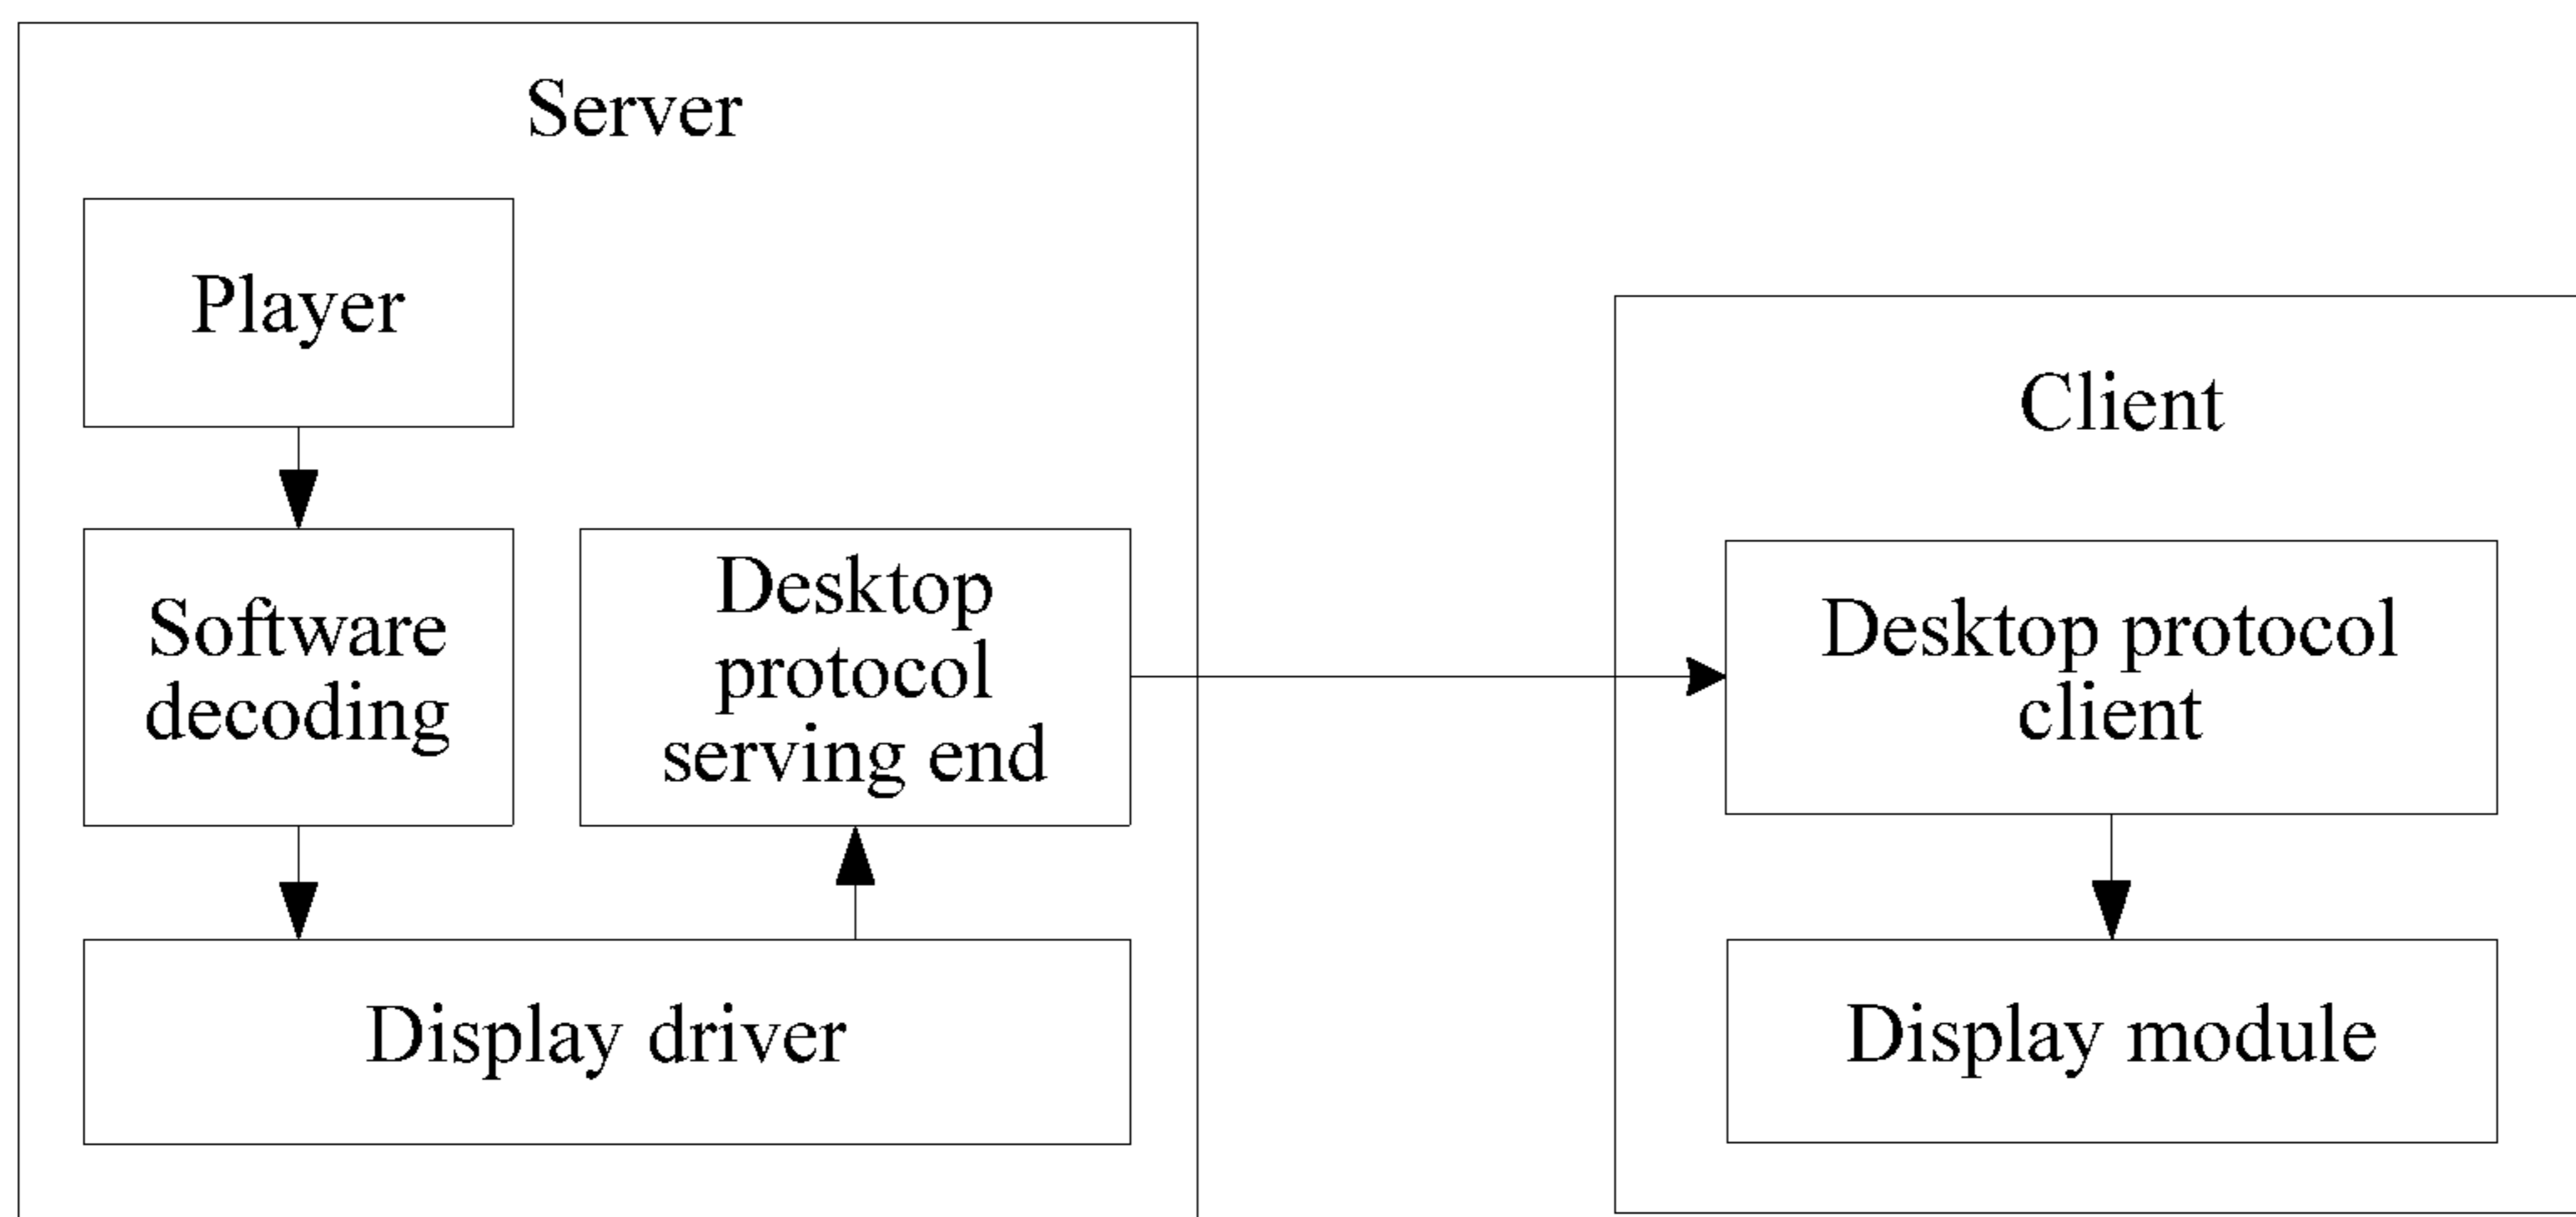 Server
Player
Software
decoding
Desktop
protocol
serving end
Display driver
Client
Desktop protocol
client
Display module